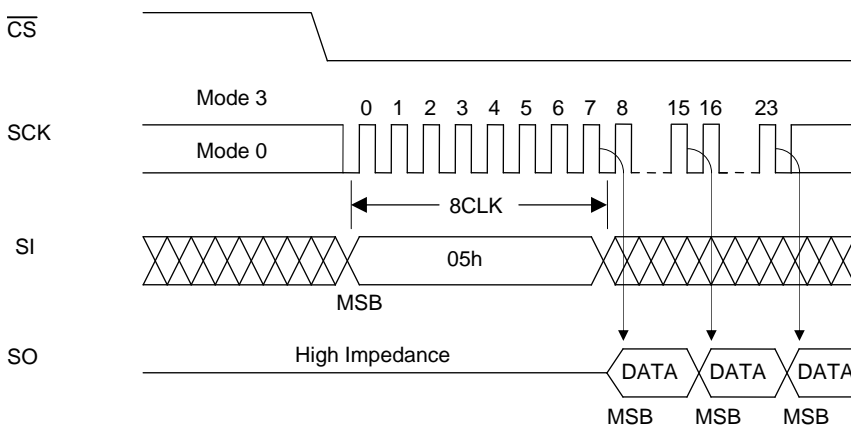 CS
Mode 3
0 1 2 3 4 5 6 7 8 15 16 23
SCK
Mode 0
8CLK
SI
05h
MSB
SO
High Impedance
DATA DATA DATA
MSB MSB MSB